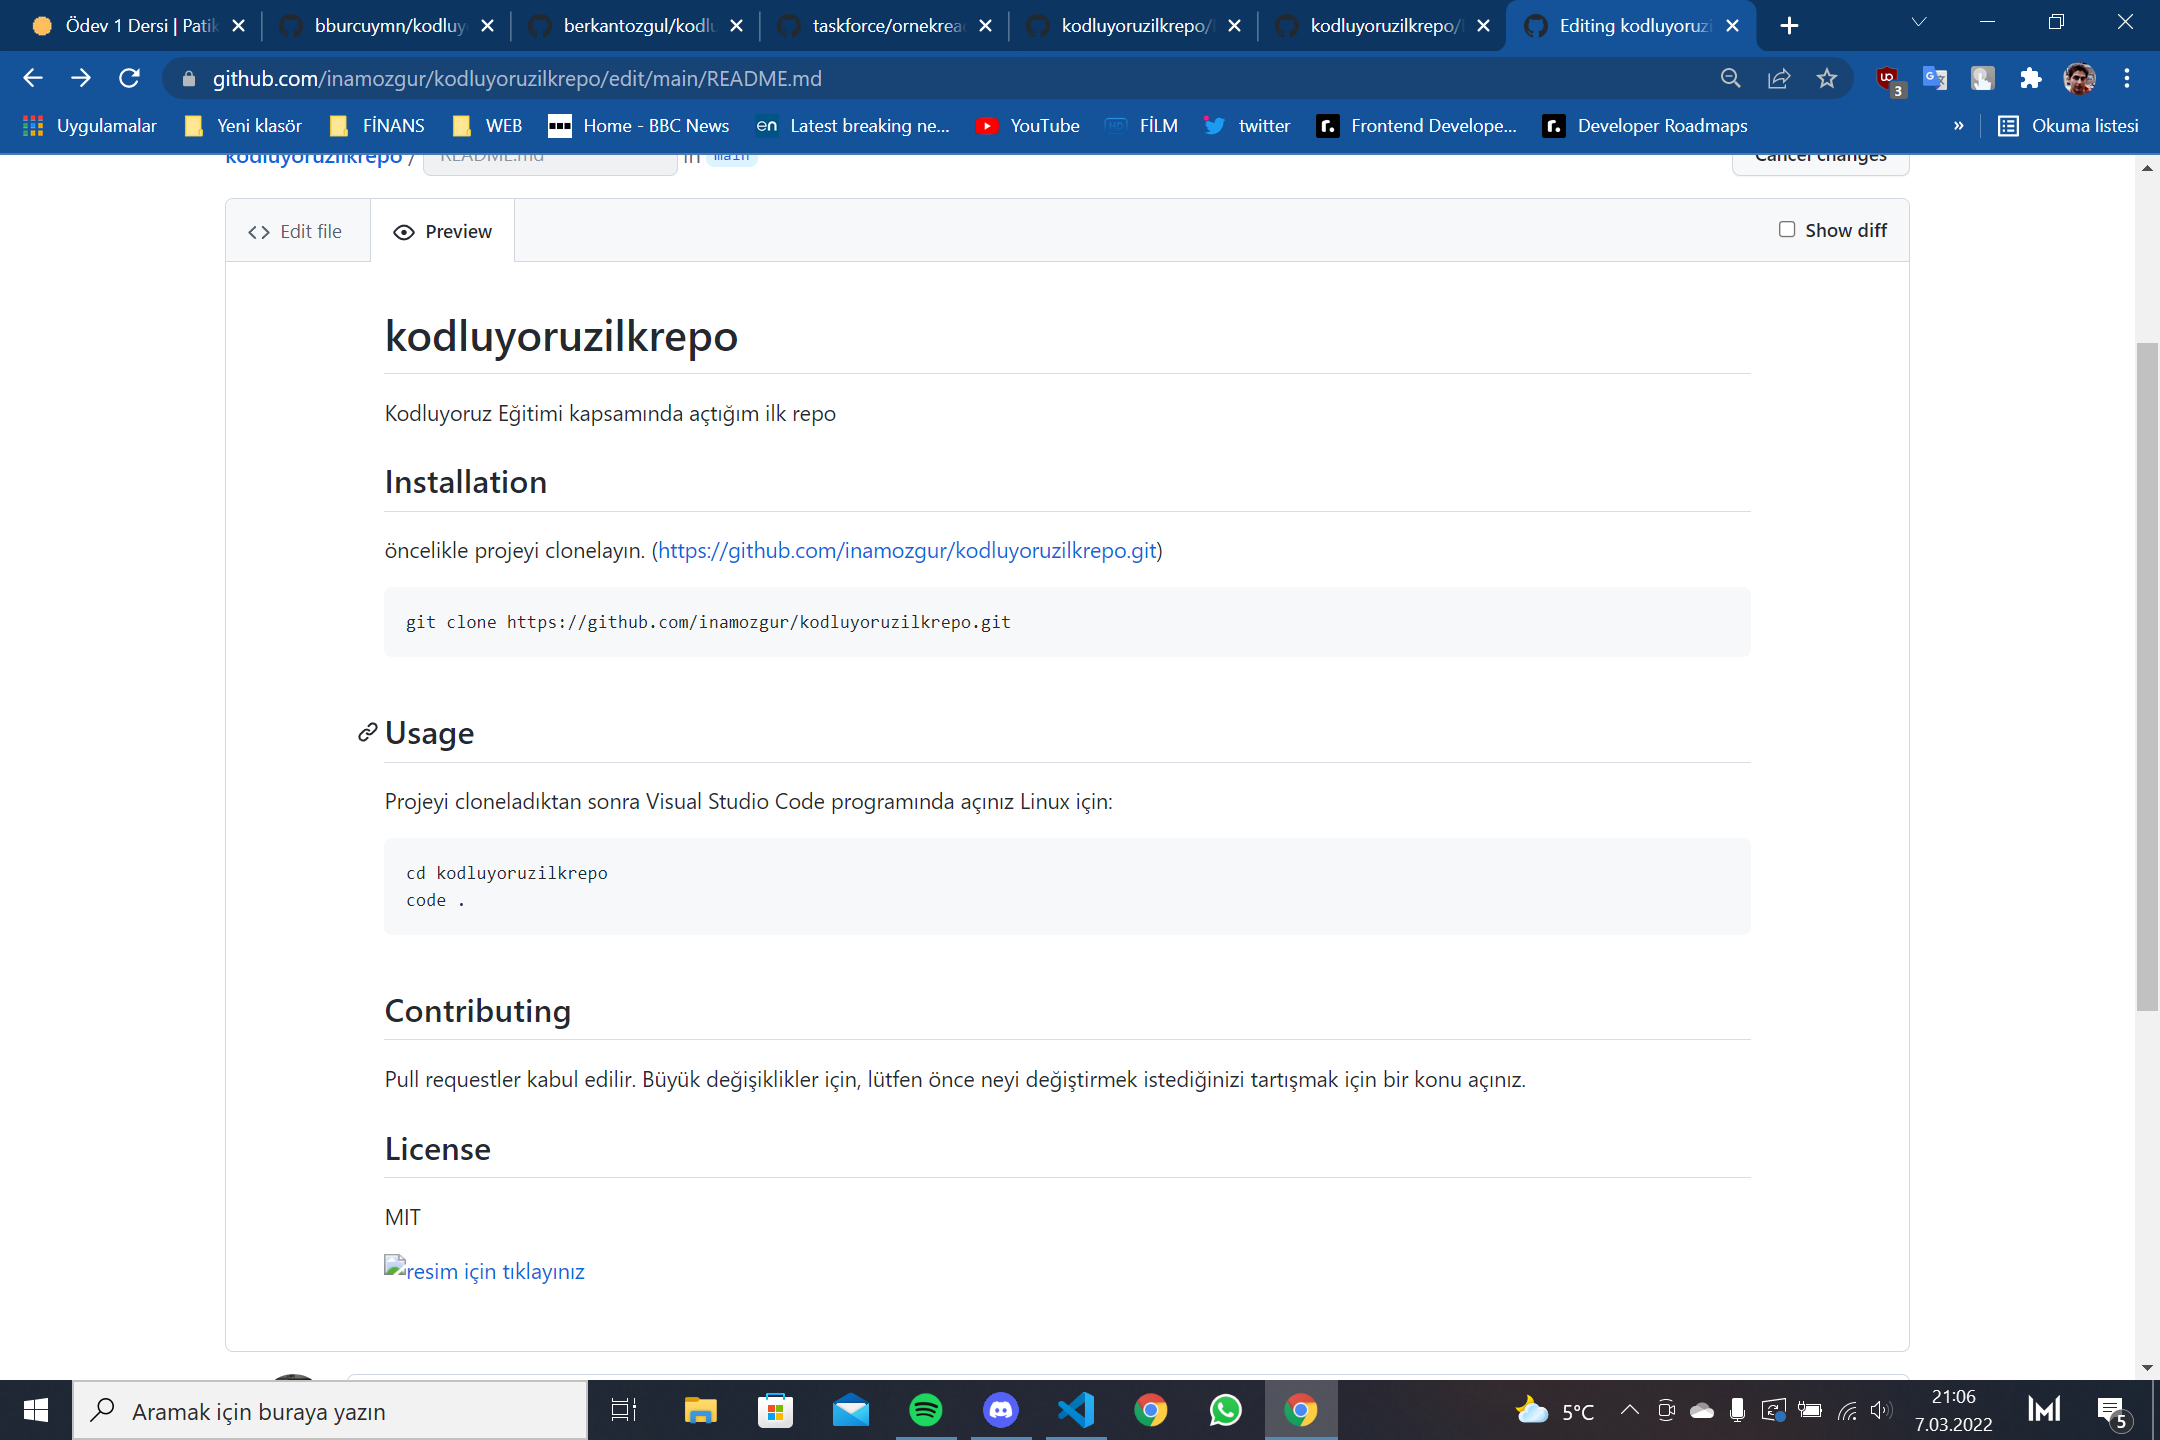 Ödev 1 Dersi | Patik
bburcuymn/kodluy
berkantozgul/kodlu
taskforce/ornekrea
kodluyoruzilkrepo/
kodluyoruzilkrepo/
Editing kodluyoruzi
github.com/inamozgur/kodluyoruzilkrepo/edit/main/README.md
3
Uygulamalar
Yeni klasör
FİNANS
WEB
Home - BBC News
en Latest breaking ne...
YouTube
FİLM
twitter
Frontend Develope...
Developer Roadmaps
»
Okuma listesi
kodluyoruzilkrepo / README.md in main
Cancel changes
Edit file
Preview
Show diff
kodluyoruzilkrepo
Kodluyoruz Eğitimi kapsamında açtığım ilk repo
Installation
öncelikle projeyi clonelayın. (https://github.com/inamozgur/kodluyoruzilkrepo.git)
git clone https://github.com/inamozgur/kodluyoruzilkrepo.git
Usage
Projeyi cloneladıktan sonra Visual Studio Code programında açınız Linux için:
cd kodluyoruzilkrepo
code .
Contributing
Pull requestler kabul edilir. Büyük değişiklikler için, lütfen önce neyi değiştirmek istediğinizi tartışmak için bir konu açınız.
License
MIT
resim için tıklayınız
Aramak için buraya yazın
5°C
21:06
7.03.2022
5